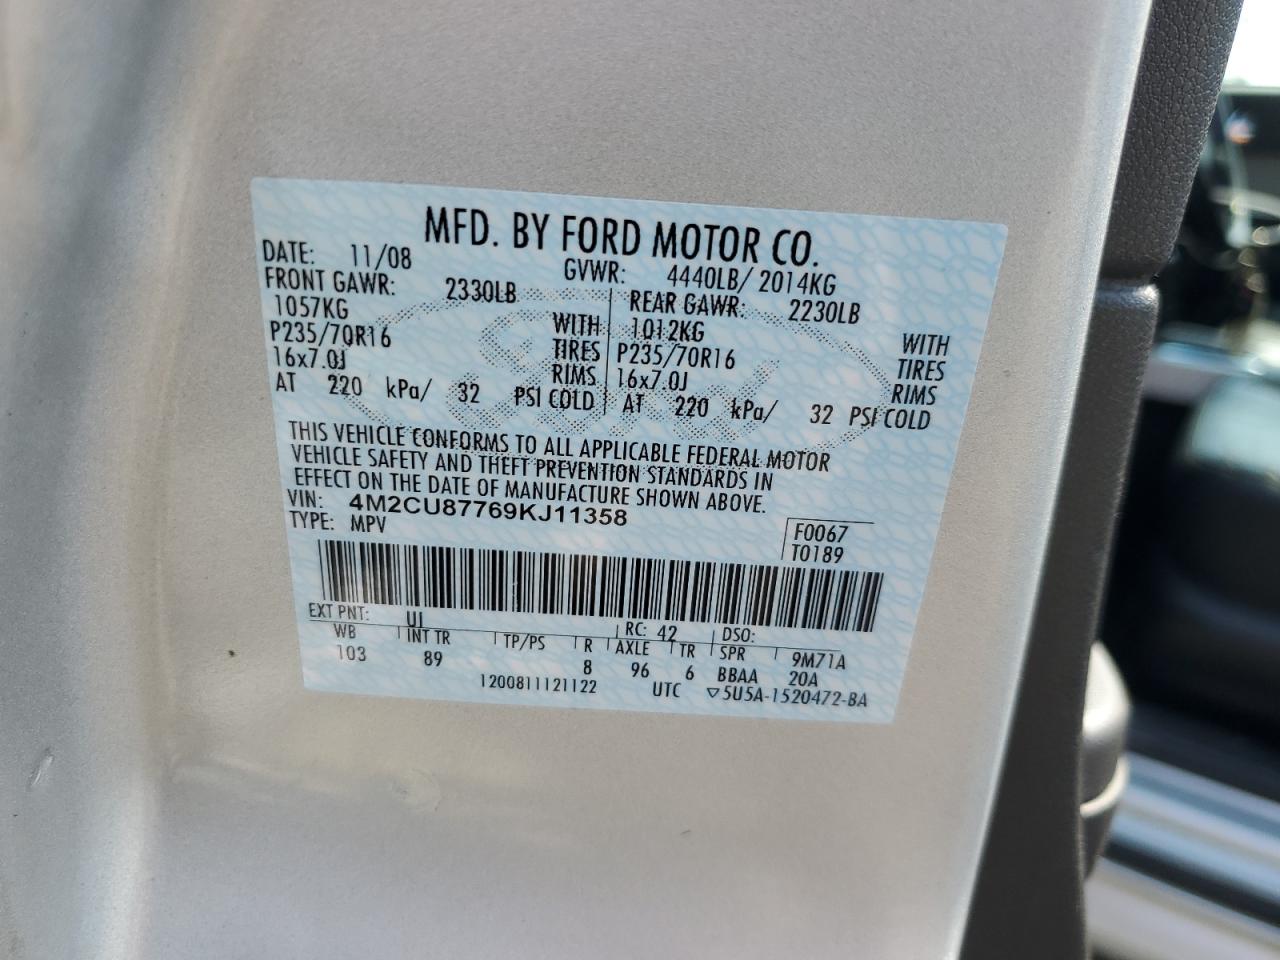 MFD. BY FORD MOTOR CO.
DATE: 11/08 GVWR: 4440LB/ 2014KG
FRONT GAWR: 2330LB REAR GAWR: 2230LB
1057KG WITH 1012KG WITH
P235/70R16 TIRES P235/70R16 TIRES
16x7.0J RIMS 16x7.0J RIMS
AT 220 kPa/ 32 PSI COLD AT 220 kPa/ 32 PSI COLD
THIS VEHICLE CONFORMS TO ALL APPLICABLE FEDERAL MOTOR
VEHICLE SAFETY AND THEFT PREVENTION STANDARDS IN
EFFECT ON THE DATE OF MANUFACTURE SHOWN ABOVE.
VIN: 4M2CU87769KJ11358
TYPE: MPV
F0067
T0189
EXT PNT: UI RC: 42 DSO:
WB INT TR TP/PS R AXLE TR SPR 9M71A
103 89 8 96 6 BBAA 20A
1200811121122 UTC ▽5U5A-1520472-BA